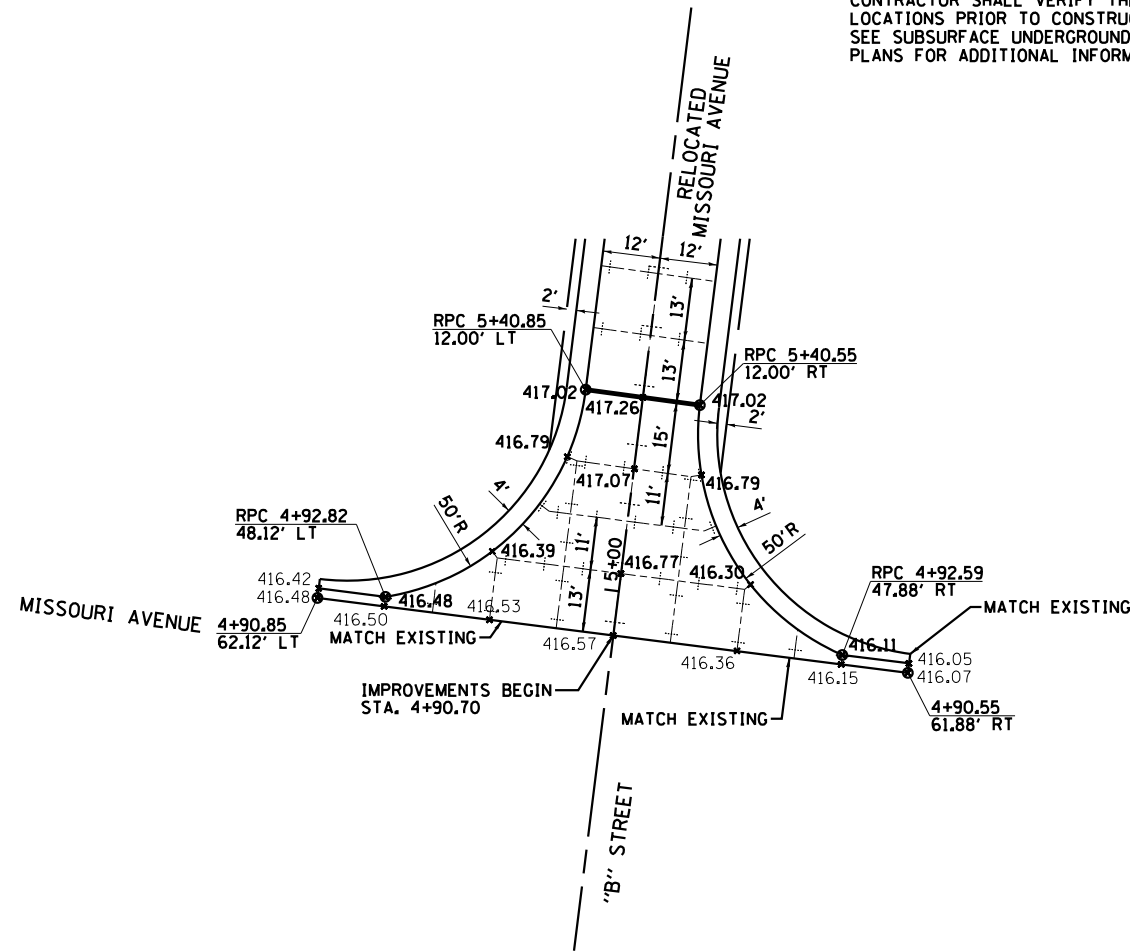 CONTRACTOR SHALL VERIFY
LOCATIONS PRIOR TO
SEE SUBSURFACE UNDERGROUND
PLANS FOR ADDITIONAL
RELOCATED
MISSOURI AVENUE
12' 12'
2'
13'
RPC 5+40.85
12.00' LT
RPC 5+40.55
12.00' RT
13'
417.02
417.26
417.02
2'
15'
416.79
417.07
416.79
4'
11'
4'
50'R
50'R
RPC 4+92.82
48.12' LT
11'
416.39
5+00
416.77
416.30
RPC 4+92.59
47.88' RT
416.42
416.48
416.48
13'
MATCH EXISTING
MISSOURI AVENUE
4+90.85
62.12' LT
416.50
416.53
MATCH EXISTING
416.57
416.11
416.05
416.07
416.36
416.15
IMPROVEMENTS BEGIN
STA. 4+90.70
MATCH EXISTING
4+90.55
61.88' RT
"B" STREET